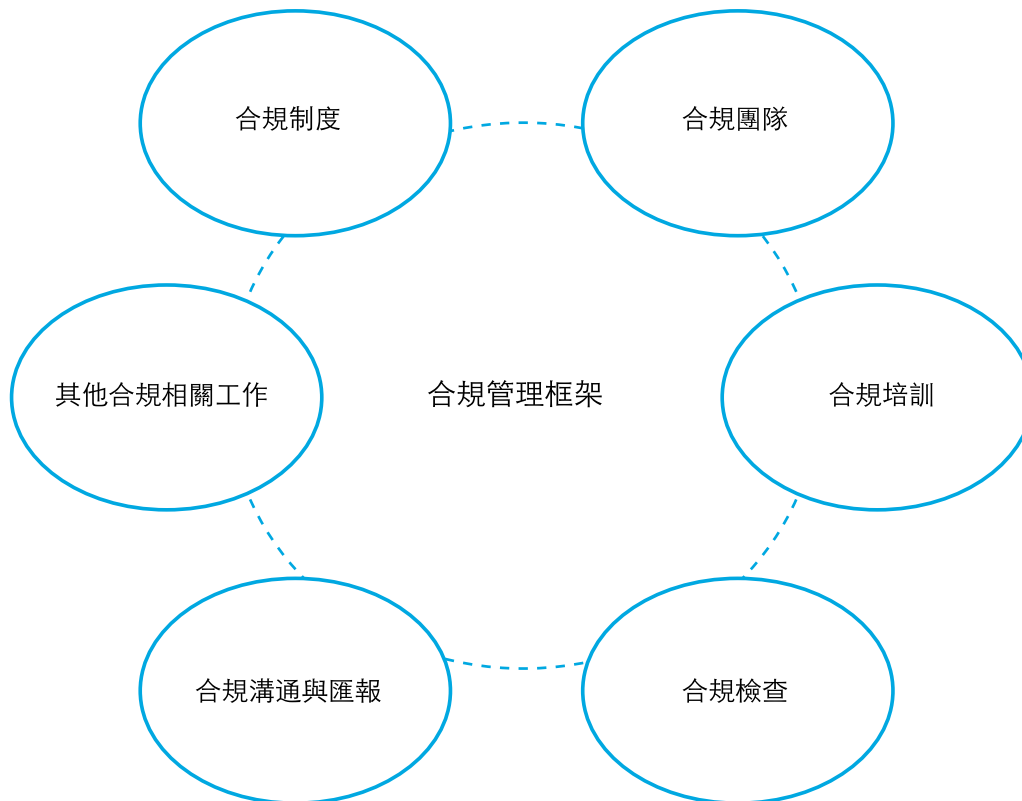 合規制度
合規團隊
其他合規相關工作
合規管理框架
合規培訓
合規溝通與匯報
合規檢查